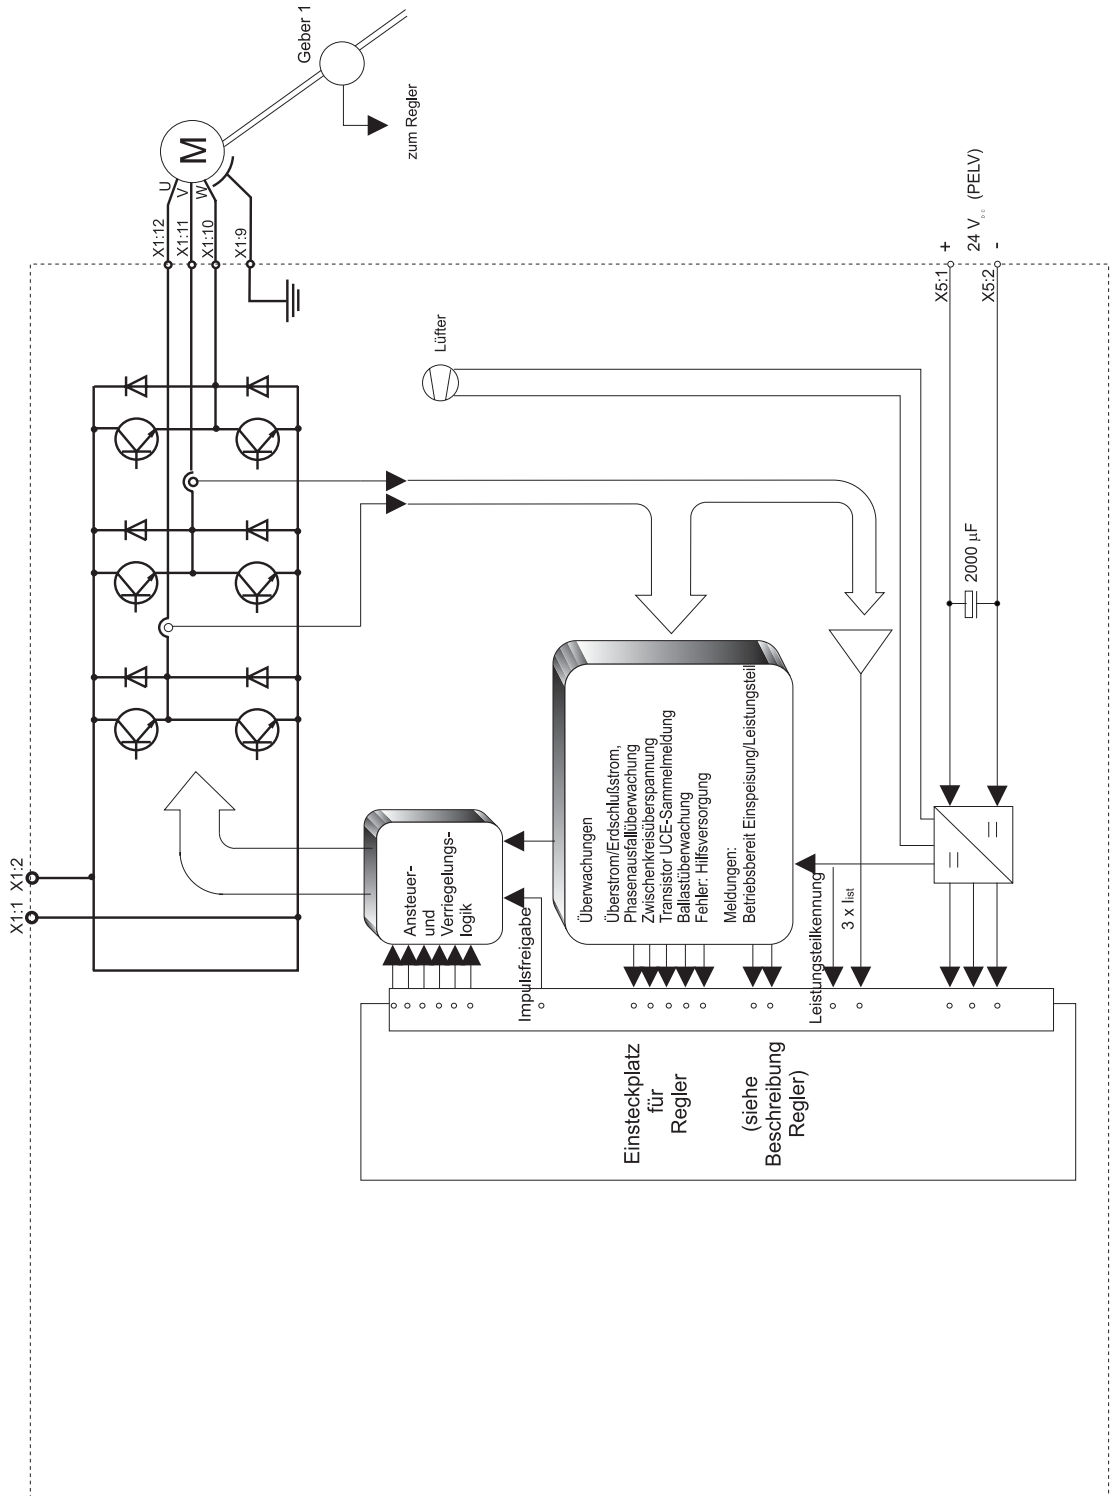 Geber 1
zum Regler
M
U
V
W
X1:12
X1:11
X1:10
X1:9
X1:1
X1:2
Lüfter
X5:1
+
24 V DC (PELV)
X5:2
-
2000 µF
Ansteuer-
und
Verriegelungs-
logik
Impulsfreigabe
Überwachungen
Überstrom/Erdschlußstrom,
Phasenausfallüberwachung
Zwischenkreisüberspannung
Transistor UCE-Sammelmeldung
Ballastüberwachung
Fehler: Hilfsversorgung
Meldungen:
Betriebsbereit Einspeisung/Leistungsteil
Leistungsteilkennung
3 x Iist
Einsteckplatz
für
Regler
(siehe
Beschreibung
Regler)